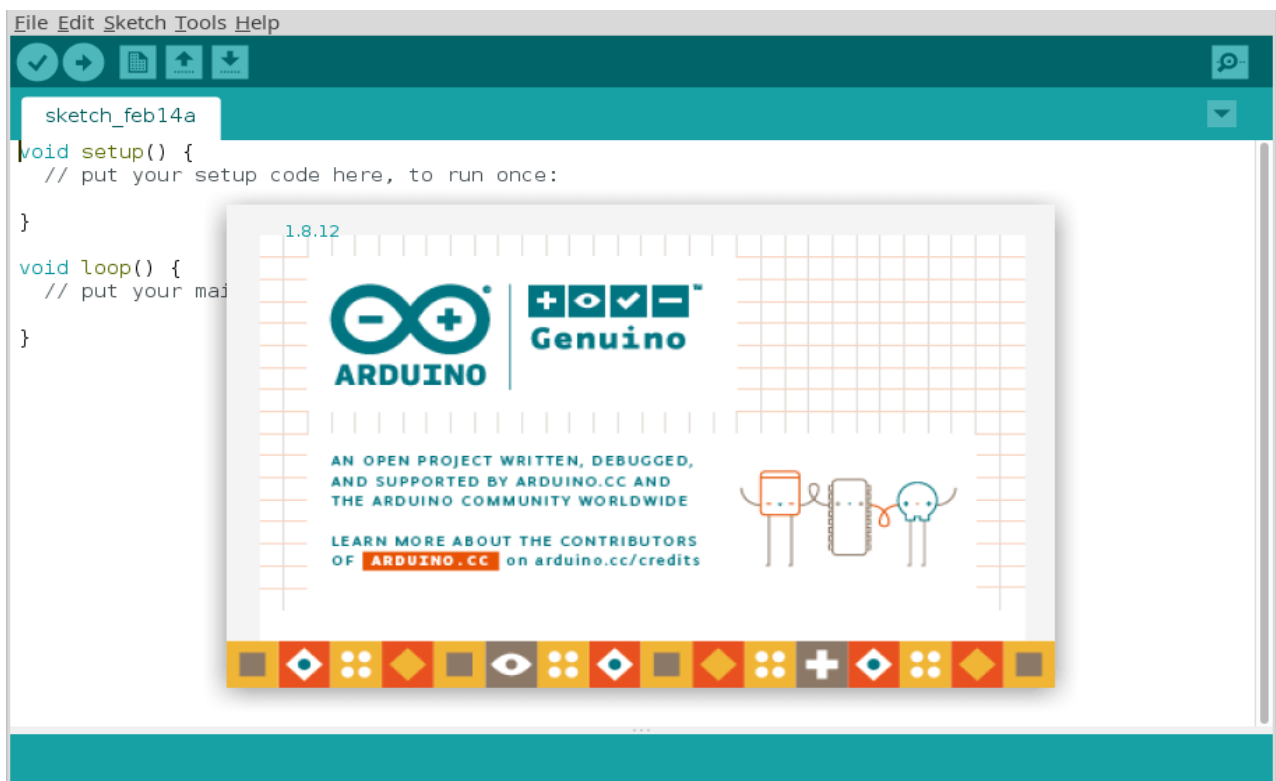 File Edit Sketch Tools Help
sketch_feb14a
void setup() {
  // put your setup code here, to run once:
}
void loop() {
  // put your mai
}
1.8.12
ARDUINO
Genuino™
AN OPEN PROJECT WRITTEN, DEBUGGED,
AND SUPPORTED BY ARDUINO.CC AND
THE ARDUINO COMMUNITY WORLDWIDE
LEARN MORE ABOUT THE CONTRIBUTORS
OF ARDUINO.CC on arduino.cc/credits